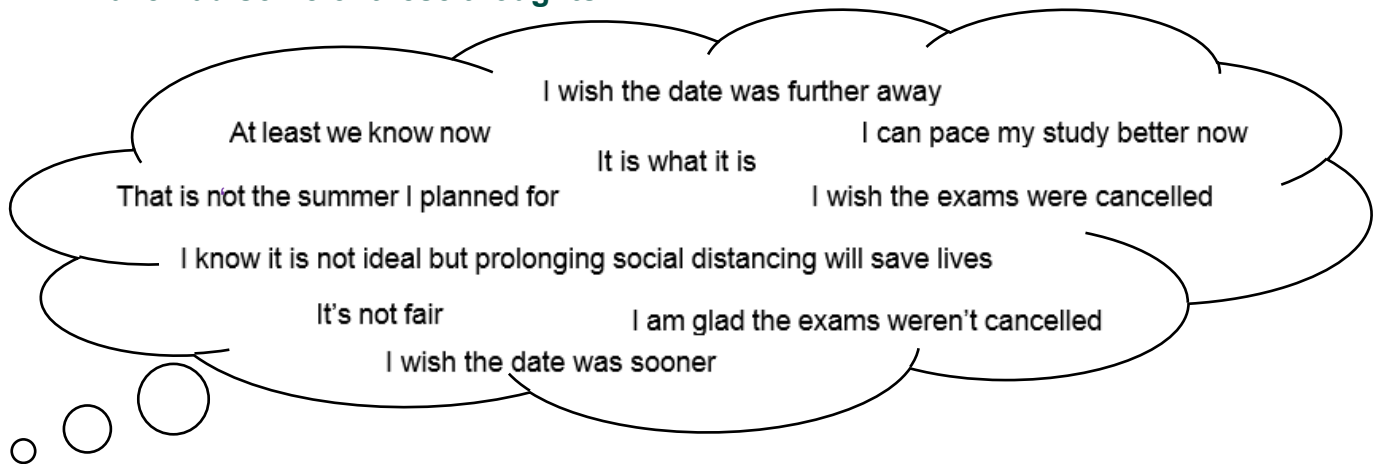 I wish the date was further away
At least we know now
I can pace my study better now
It is what it is
That is not the summer I planned for
I wish the exams were cancelled
I know it is not ideal but prolonging social distancing will save lives
It's not fair
I am glad the exams weren't cancelled
I wish the date was sooner